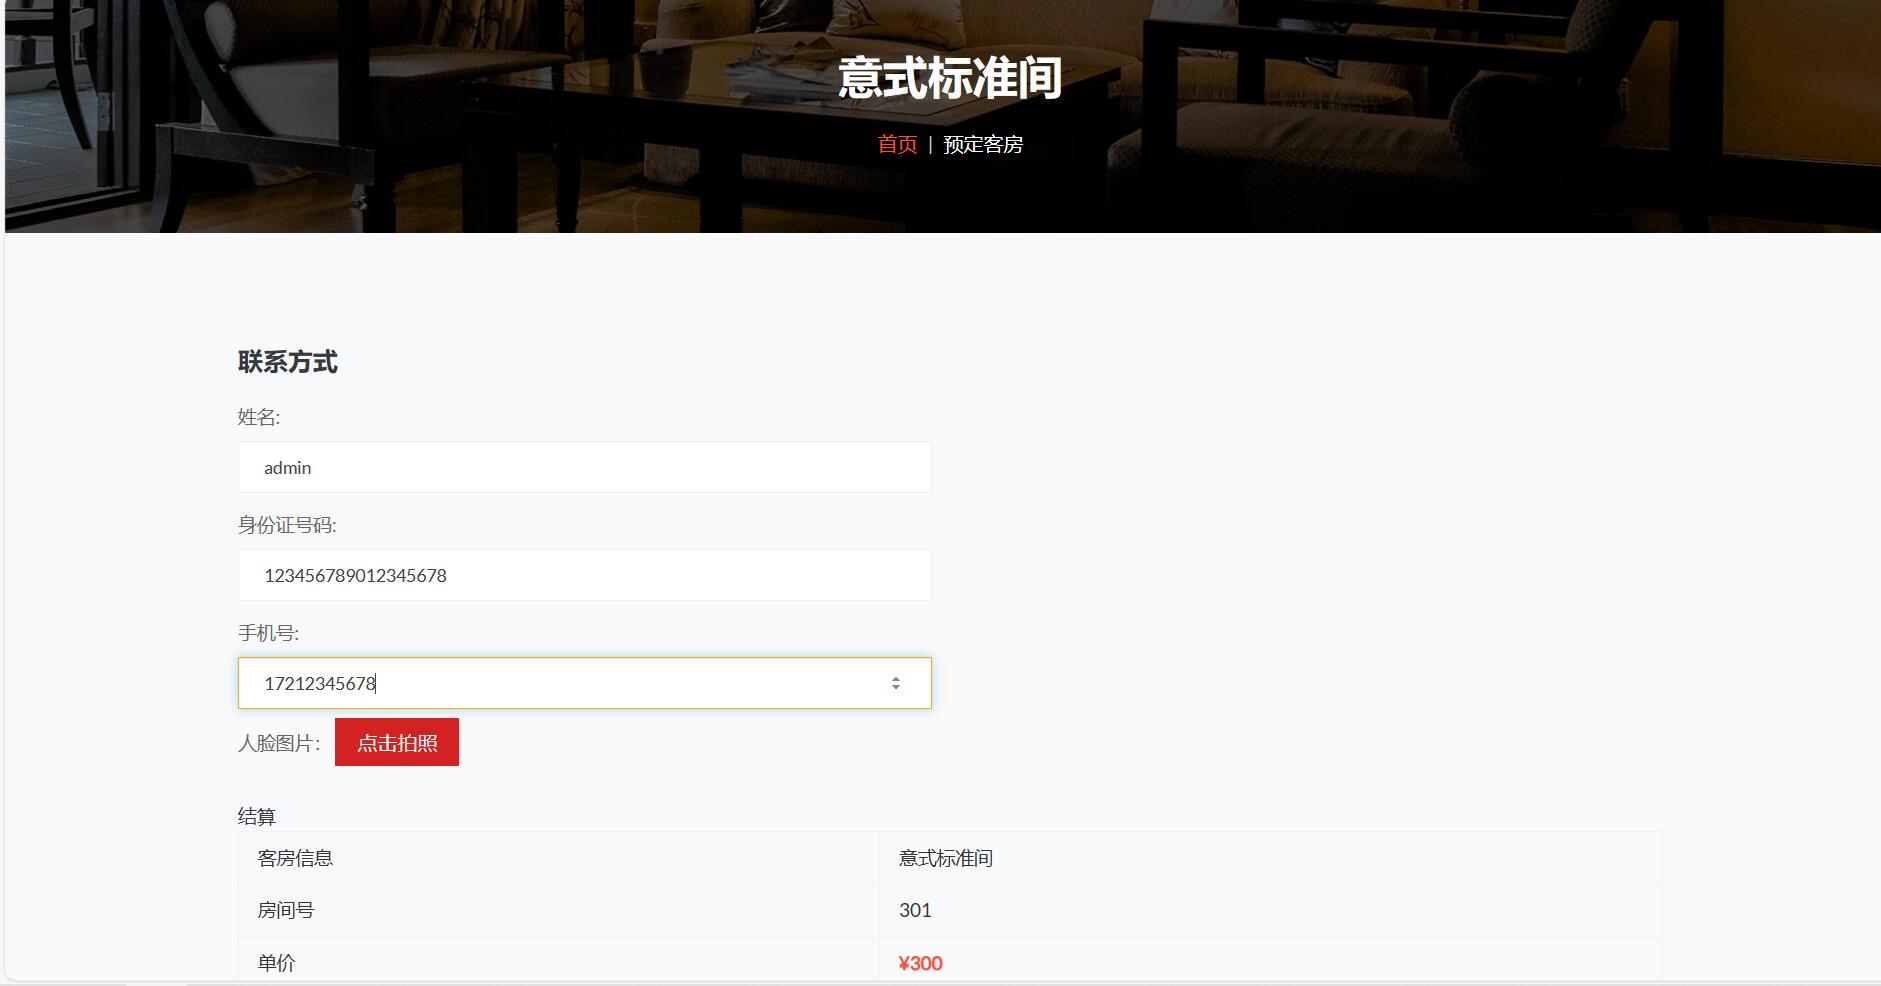 意式标准间
首页 | 预定客房
联系方式
姓名:
admin
身份证号码:
123456789012345678
手机号:
17212345678
人脸图片: 点击拍照
结算
客房信息 意式标准间
房间号 301
单价 ¥300